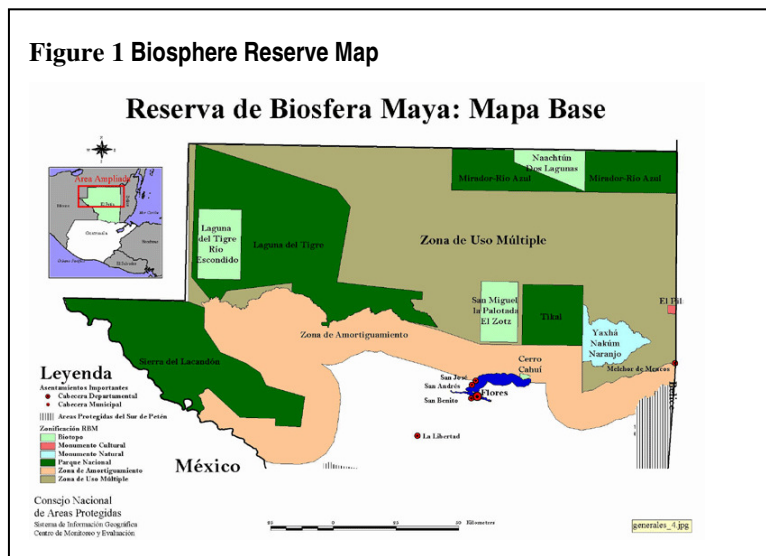 Figure 1 Biosphere Reserve Map
Reserva de Biosfera Maya: Mapa Base
Area Ampliada
Naachtún
Dos Lagunas
Mirador-Río Azul
Mirador-Río Azul
Laguna
del Tigre
Río
Escondido
Laguna del Tigre
Zona de Uso Múltiple
San Miguel
la Palotada
El Zotz
Tikal
El Pil
Yaxhá
Nakúm
Naranjo
Zona de Amortiguamiento
Sierra del Lacandón
Cerro
Cahuí
Melchor de Mencos
Belice
San José
San Andrés
Flores
San Benito
La Libertad
México
Leyenda
Asentamientos Importantes
Cabecera Departamental
Cabecera Municipal
Areas Protegidas del Sur de Petén
Zonificación RBM
Biotopo
Monumento Cultural
Monumento Natural
Parque Nacional
Zona de Amortiguamiento
Zona de Uso Múltiple
Consejo Nacional
de Areas Protegidas
Sistema de Información Geográfica
Centro de Monitoreo y Evaluación
Kilometers
generales_4.jpg